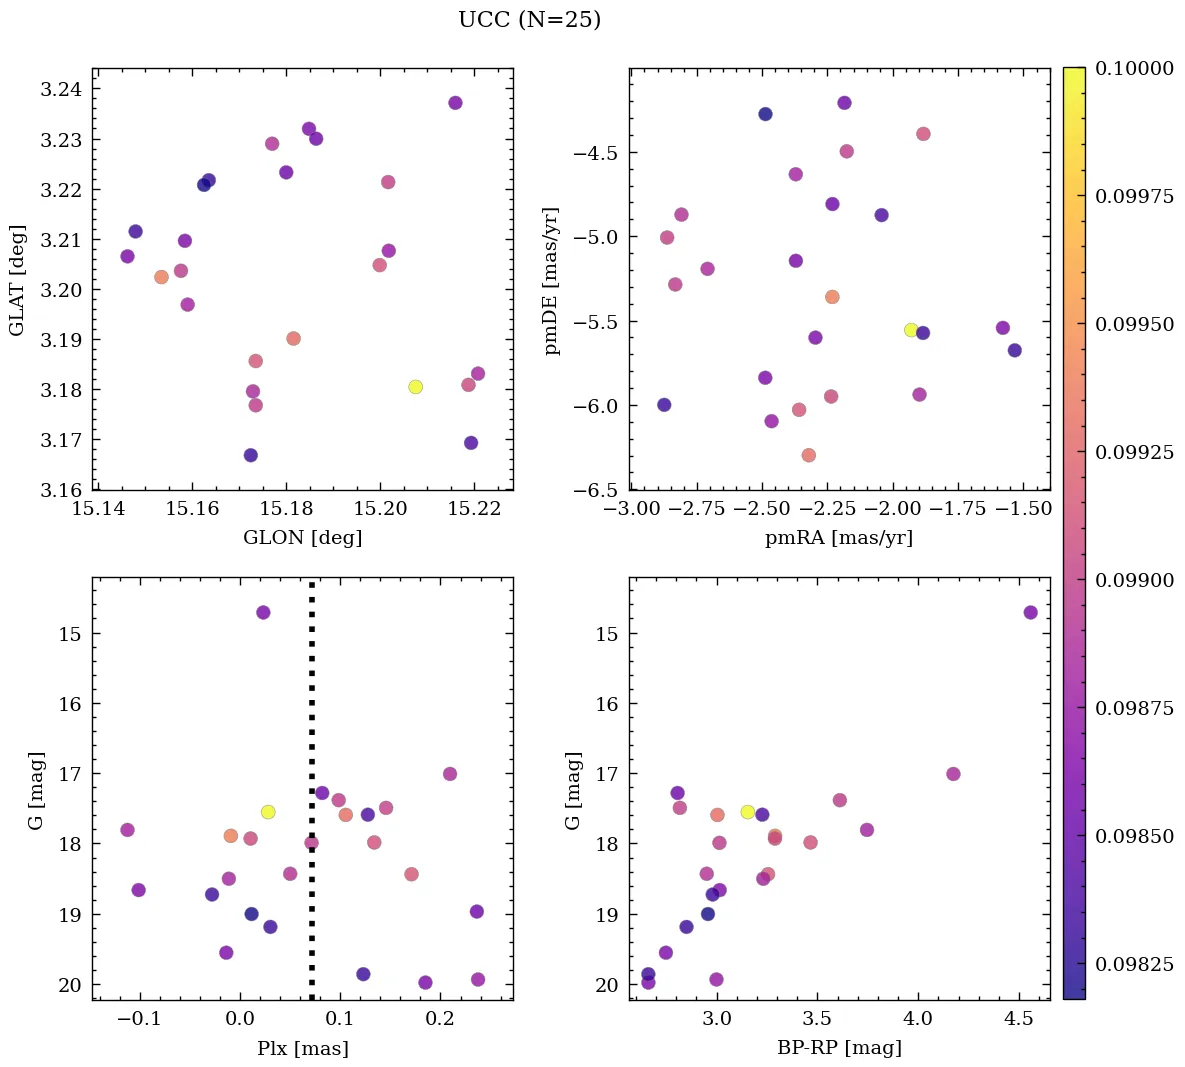 UCC (N=25)
3.24
3.23
3.22
3.21
3.20
3.19
3.18
3.17
3.16
GLAT [deg]
15.14 15.16 15.18 15.20 15.22
GLON [deg]
−4.5
−5.0
−5.5
−6.0
−6.5
pmDE [mas/yr]
−3.00 −2.75 −2.50 −2.25 −2.00 −1.75 −1.50
pmRA [mas/yr]
15
16
17
18
19
20
G [mag]
−0.1 0.0 0.1 0.2
Plx [mas]
15
16
17
18
19
20
G [mag]
3.0 3.5 4.0 4.5
BP-RP [mag]
0.10000
0.09975
0.09950
0.09925
0.09900
0.09875
0.09850
0.09825